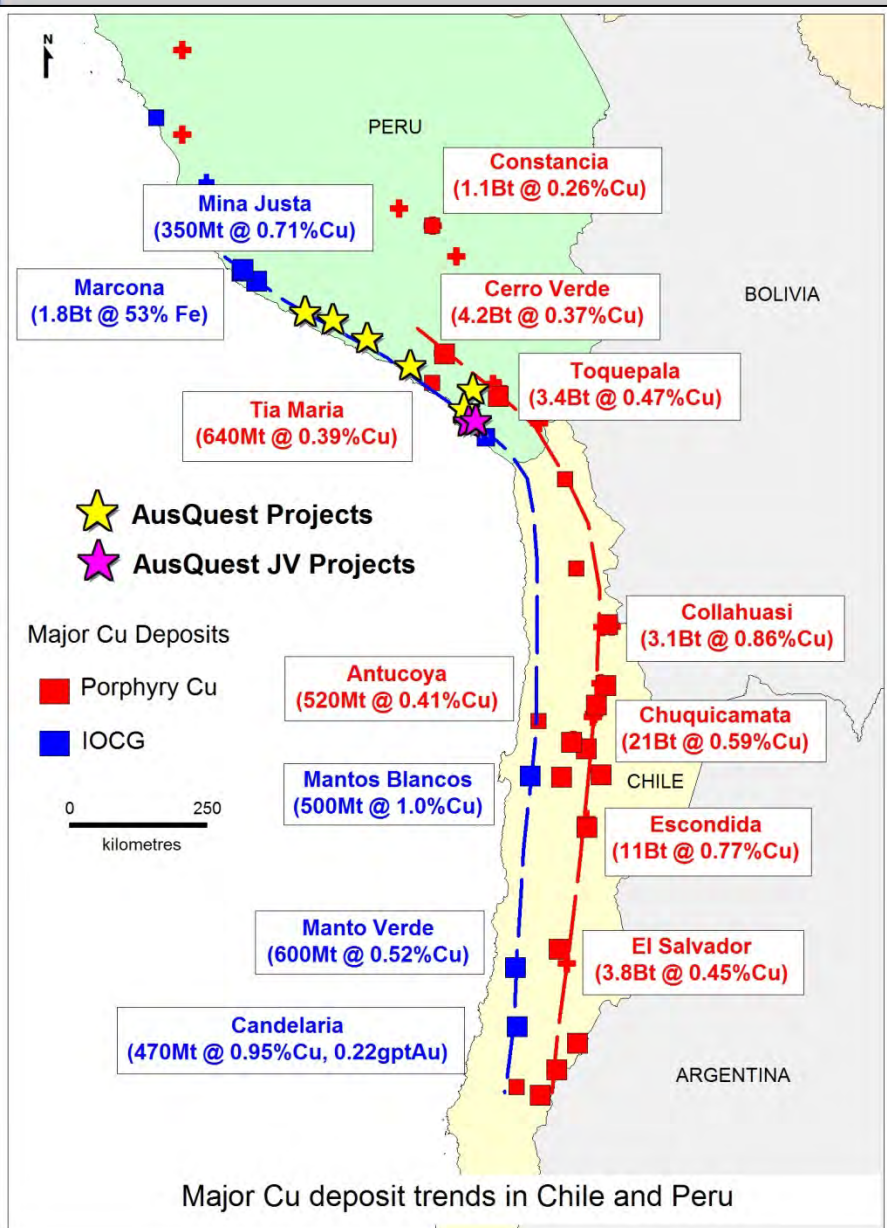 N
PERU
Constancia
(1.1Bt @ 0.26%Cu)
Mina Justa
(350Mt @ 0.71%Cu)
Marcona
(1.8Bt @ 53% Fe)
Cerro Verde
(4.2Bt @ 0.37%Cu)
BOLIVIA
Toquepala
(3.4Bt @ 0.47%Cu)
Tia Maria
(640Mt @ 0.39%Cu)
AusQuest Projects
AusQuest JV Projects
Major Cu Deposits
Porphyry Cu
IOCG
0 250
kilometres
Collahuasi
(3.1Bt @ 0.86%Cu)
Antucoya
(520Mt @ 0.41%Cu)
Chuquicamata
(21Bt @ 0.59%Cu)
Mantos Blancos
(500Mt @ 1.0%Cu)
CHILE
Escondida
(11Bt @ 0.77%Cu)
Manto Verde
(600Mt @ 0.52%Cu)
El Salvador
(3.8Bt @ 0.45%Cu)
Candelaria
(470Mt @ 0.95%Cu, 0.22gptAu)
ARGENTINA
Major Cu deposit trends in Chile and Peru